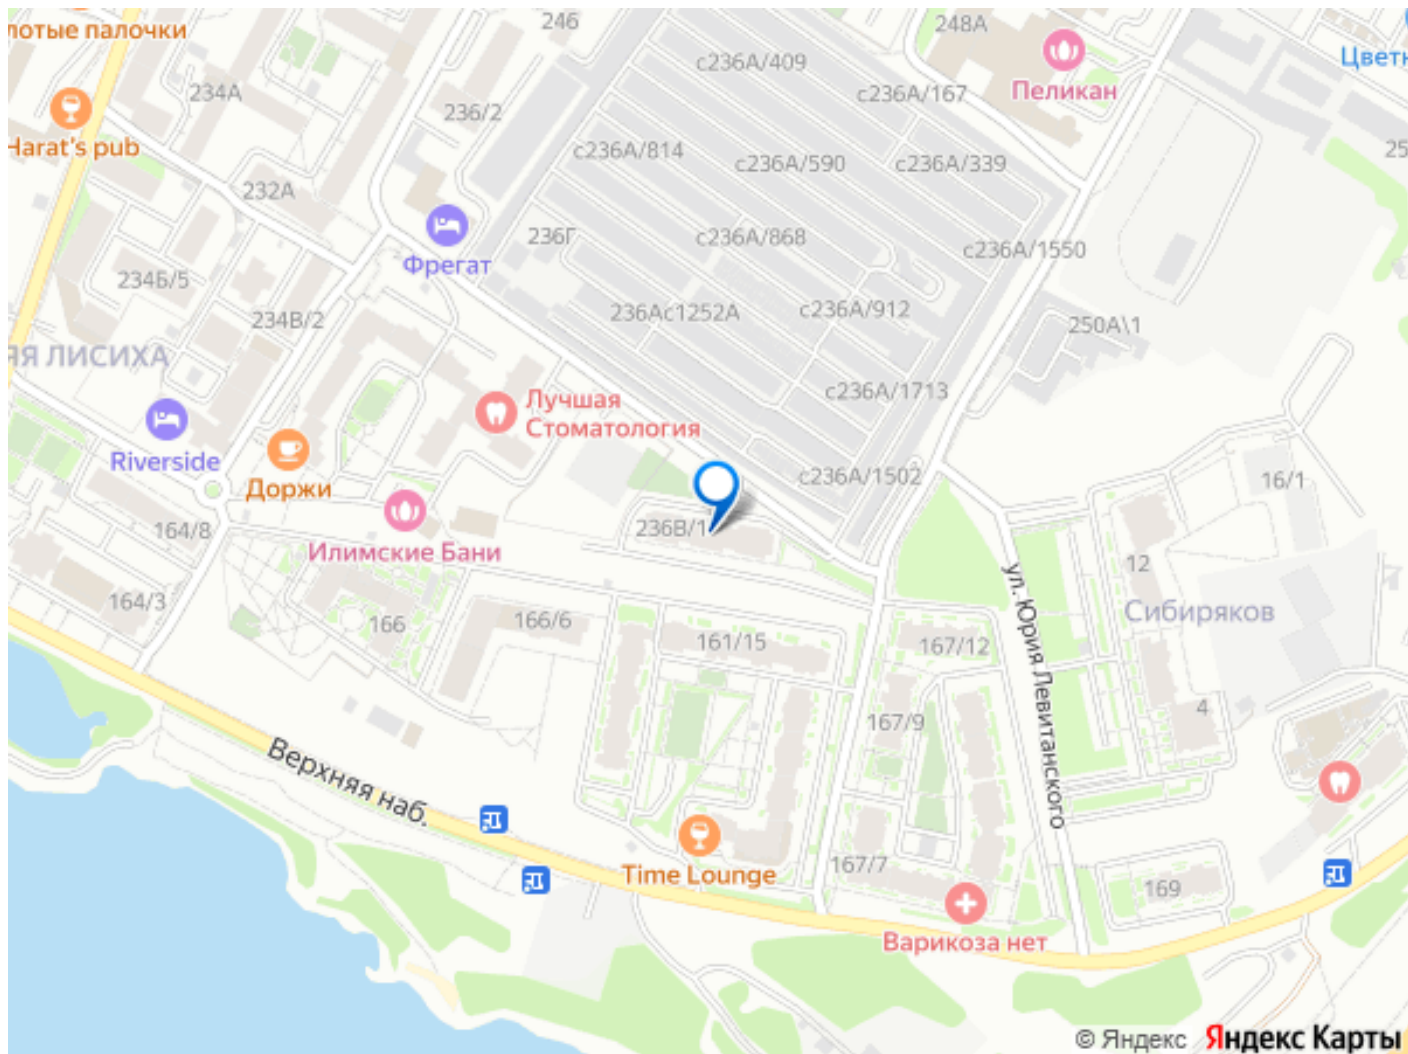 лотые палочки
246
248А
Цветн
с236А/409
Пеликан
234А
236/2
с236А/167
Harat's pub
с236А/814
с236А/590
с236А/339
25
232А
236Г
с236А/868
с236А/1550
Фрегат
234Б/5
234В/2
236Ас1252А
с236А/912
250А\1
ЯЯ ЛИСИХА
Лучшая
Стоматология
с236А/1713
Riverside
Доржи
с236А/1502
16/1
164/8
236В/1
Илимские Бани
12
164/3
166
166/6
161/15
167/12
Сибиряков
ул. Юрия Левитанского
4
167/9
Верхняя наб.
Time Lounge
167/7
169
Варикоза нет
© Яндекс Яндекс Карты